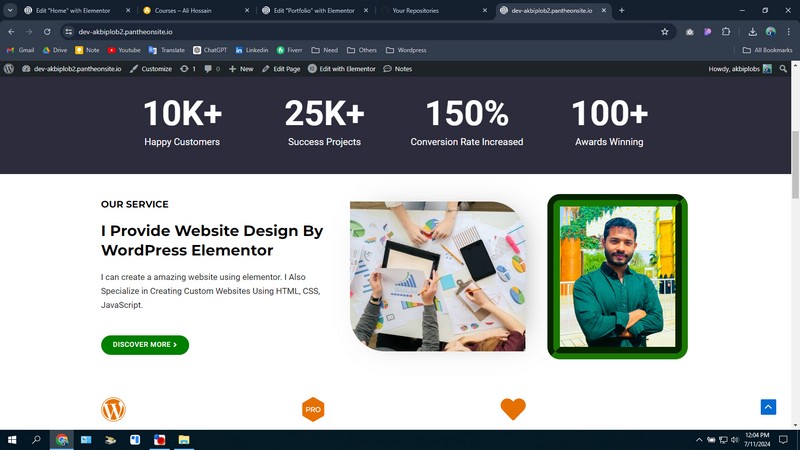 Edit "Home" with Elementor
Courses – Ali Hossain
Edit "Portfolio" with Elementor
Your Repositories
dev-akbiplob2.pantheonsite.io
dev-akbiplob2.pantheonsite.io
Gmail
Drive
Note
Youtube
Translate
ChatGPT
Linkedin
Fiverr
Need
Others
Wordpress
All Bookmarks
dev-akbiplob2.pantheonsite.io
Customize
1
0
New
Edit Page
Edit with Elementor
Notes
Howdy, akbiplobs
10K+
Happy Customers
25K+
Success Projects
150%
Conversion Rate Increased
100+
Awards Winning
OUR SERVICE
I Provide Website Design By
WordPress Elementor
I can create a amazing website using elementor. I Also
Specialize in Creating Custom Websites Using HTML, CSS,
JavaScript.
DISCOVER MORE
PRO
12:04 PM
7/11/2024